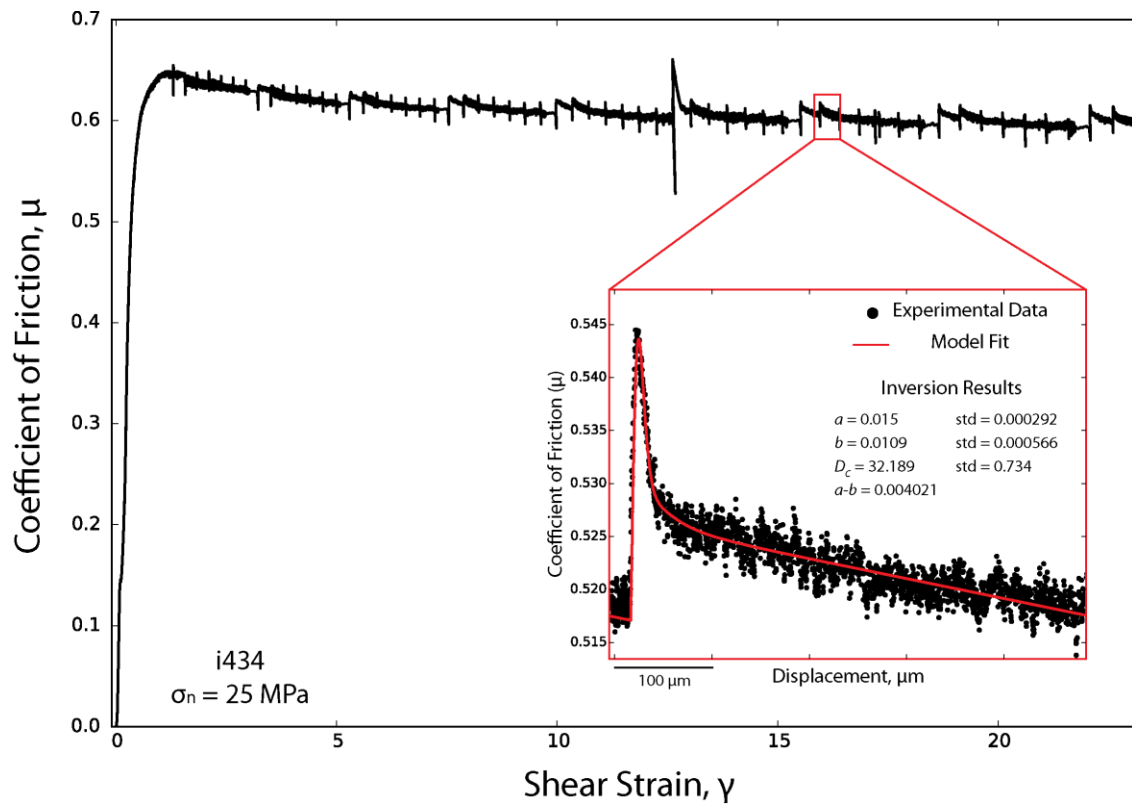 0.7
0.6
0.5
0.4
0.3
0.2
0.1
0.0
Coefficient of Friction, μ
i434
σn = 25 MPa
0 5 10 15 20
Shear Strain, γ
0.545
0.540
0.535
0.530
0.525
0.520
0.515
Coefficient of Friction (μ)
Experimental Data
Model Fit
Inversion Results
a = 0.015 std = 0.000292
b = 0.0109 std = 0.000566
Dc = 32.189 std = 0.734
a-b = 0.004021
100 μm
Displacement, μm